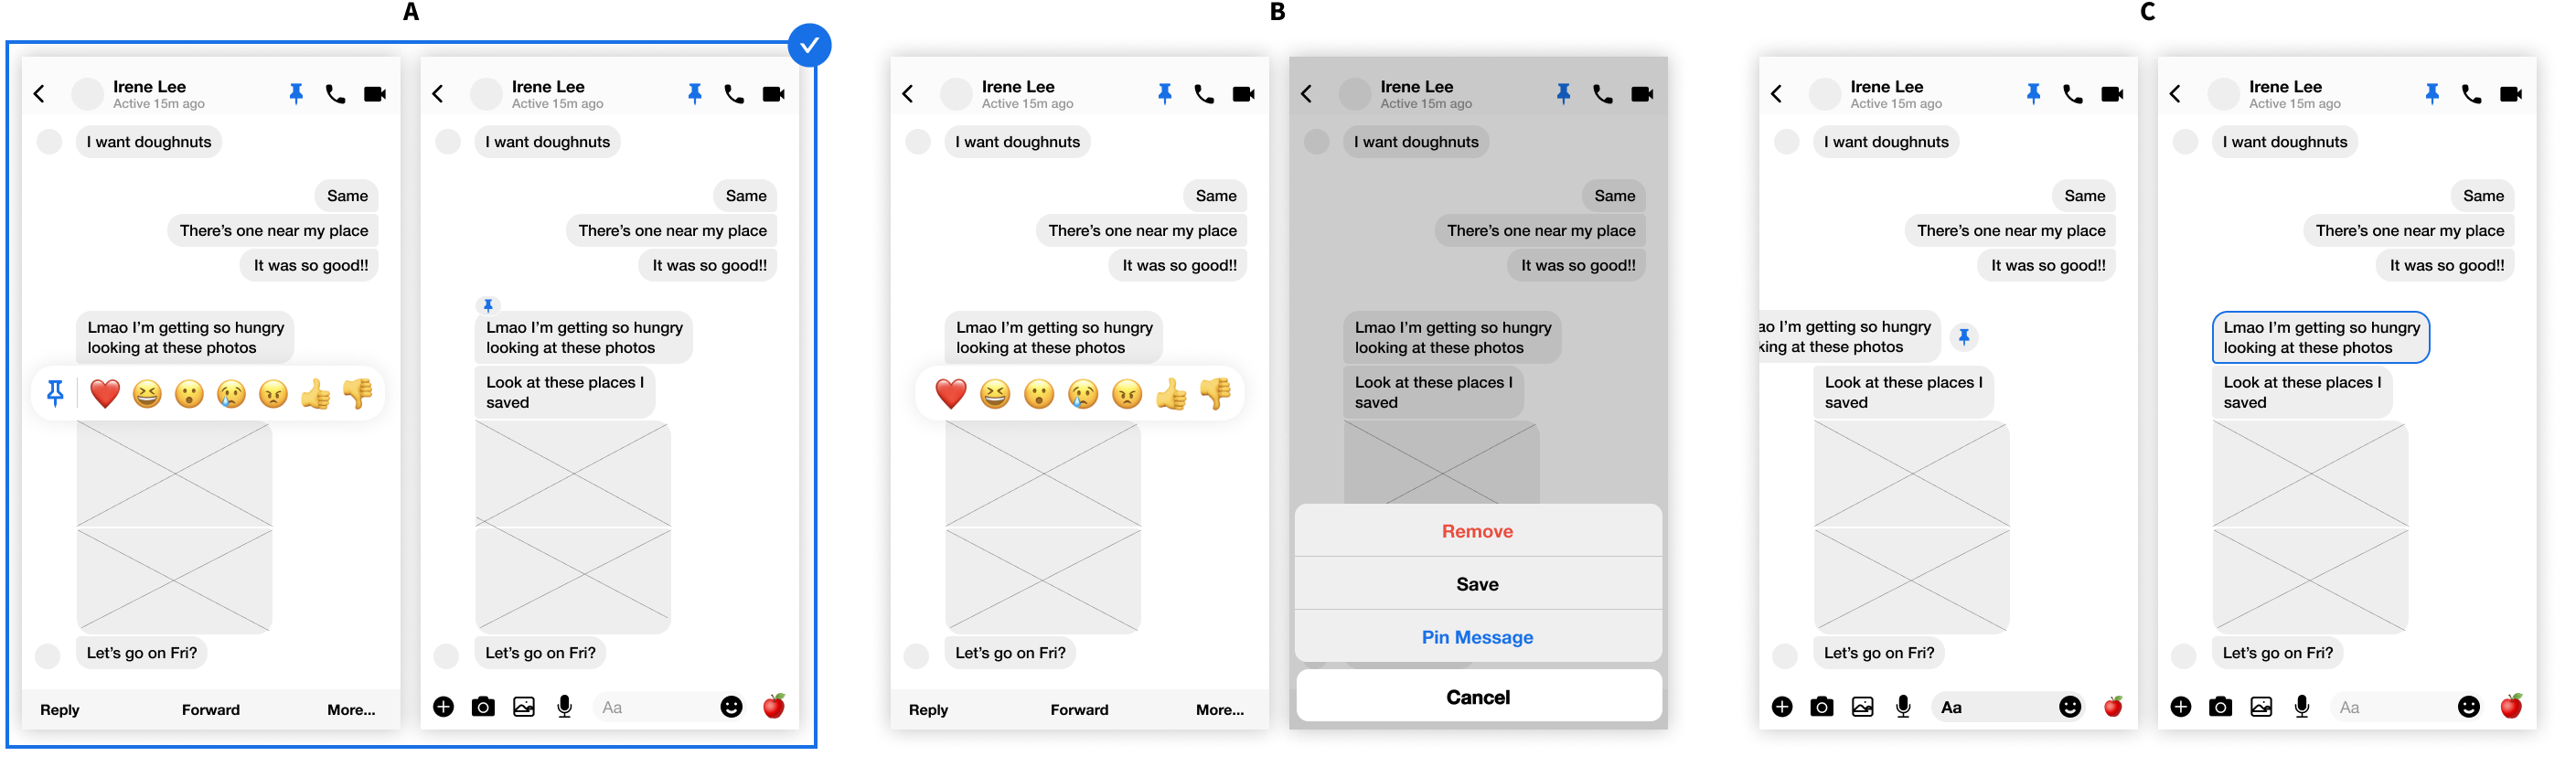 A
Irene Lee
Active 15m ago
I want doughnuts
Same
There's one near my place
It was so good!!
Lmao I'm getting so hungry
looking at these photos
Let's go on Fri?
Reply
Forward
More...
Irene Lee
Active 15m ago
I want doughnuts
Same
There's one near my place
It was so good!!
Lmao I'm getting so hungry
looking at these photos
Look at these places I
saved
Let's go on Fri?
Aa
B
Irene Lee
Active 15m ago
I want doughnuts
Same
There's one near my place
It was so good!!
Lmao I'm getting so hungry
looking at these photos
Let's go on Fri?
Reply
Forward
More...
Irene Lee
Active 15m ago
I want doughnuts
Same
There's one near my place
It was so good!!
Lmao I'm getting so hungry
looking at these photos
Look at these places I
saved
Remove
Save
Pin Message
Cancel
C
Irene Lee
Active 15m ago
I want doughnuts
Same
There's one near my place
It was so good!!
ao I'm getting so hungry
king at these photos
Look at these places I
saved
Let's go on Fri?
Aa
Irene Lee
Active 15m ago
I want doughnuts
Same
There's one near my place
It was so good!!
Lmao I'm getting so hungry
looking at these photos
Look at these places I
saved
Let's go on Fri?
Aa